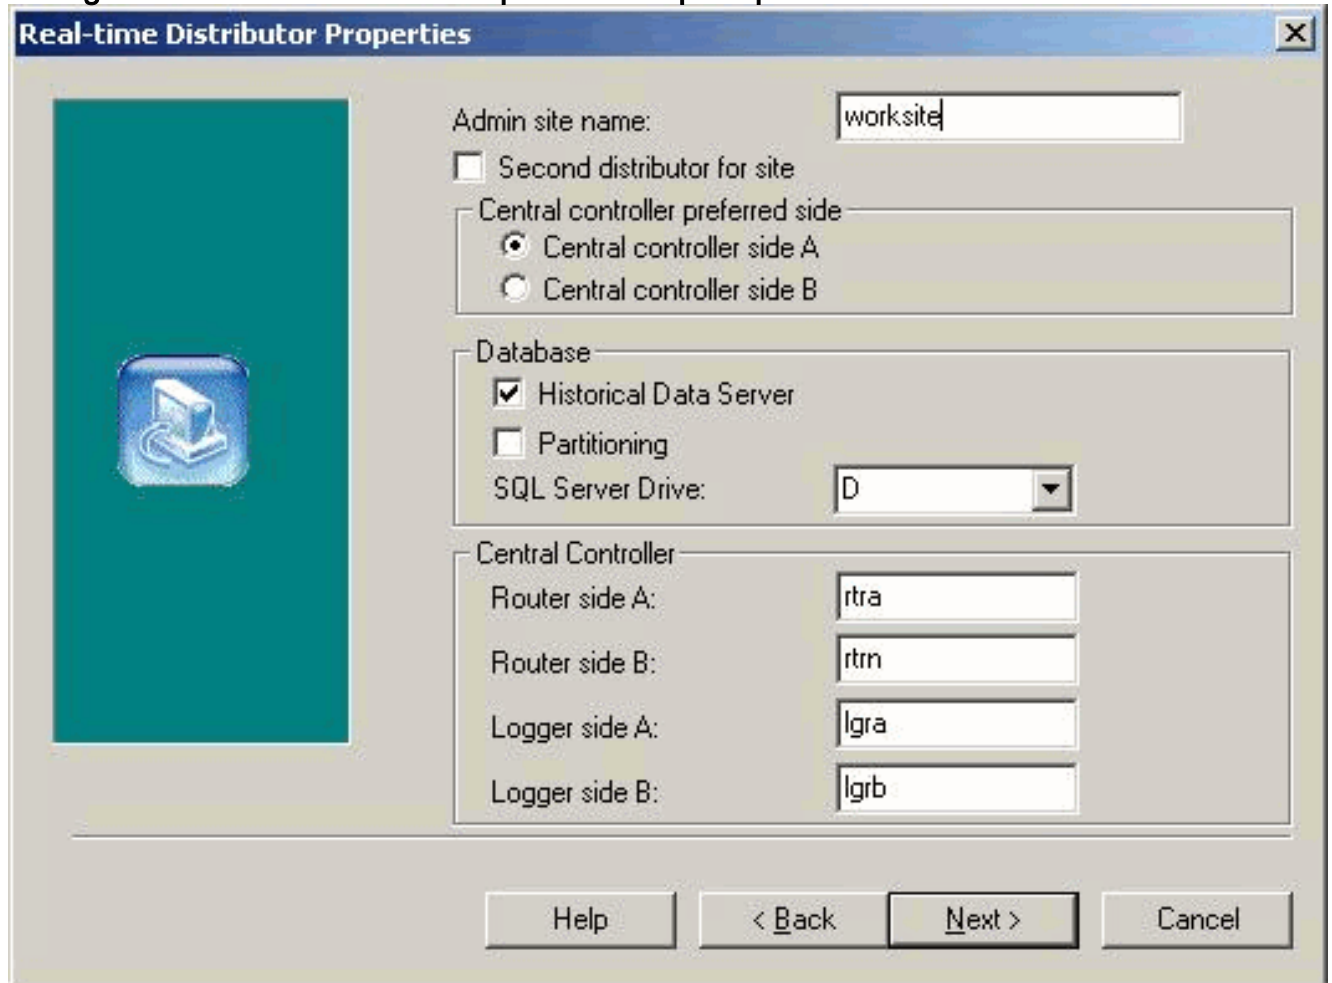 Real-time Distributor Properties
Admin site name: worksite
Second distributor for site
Central controller preferred side
Central controller side A
Central controller side B
Database
Historical Data Server
Partitioning
SQL Server Drive: D
Central Controller
Router side A: rtra
Router side B: rtrn
Logger side A: lgra
Logger side B: lgrb
Help < Back Next > Cancel